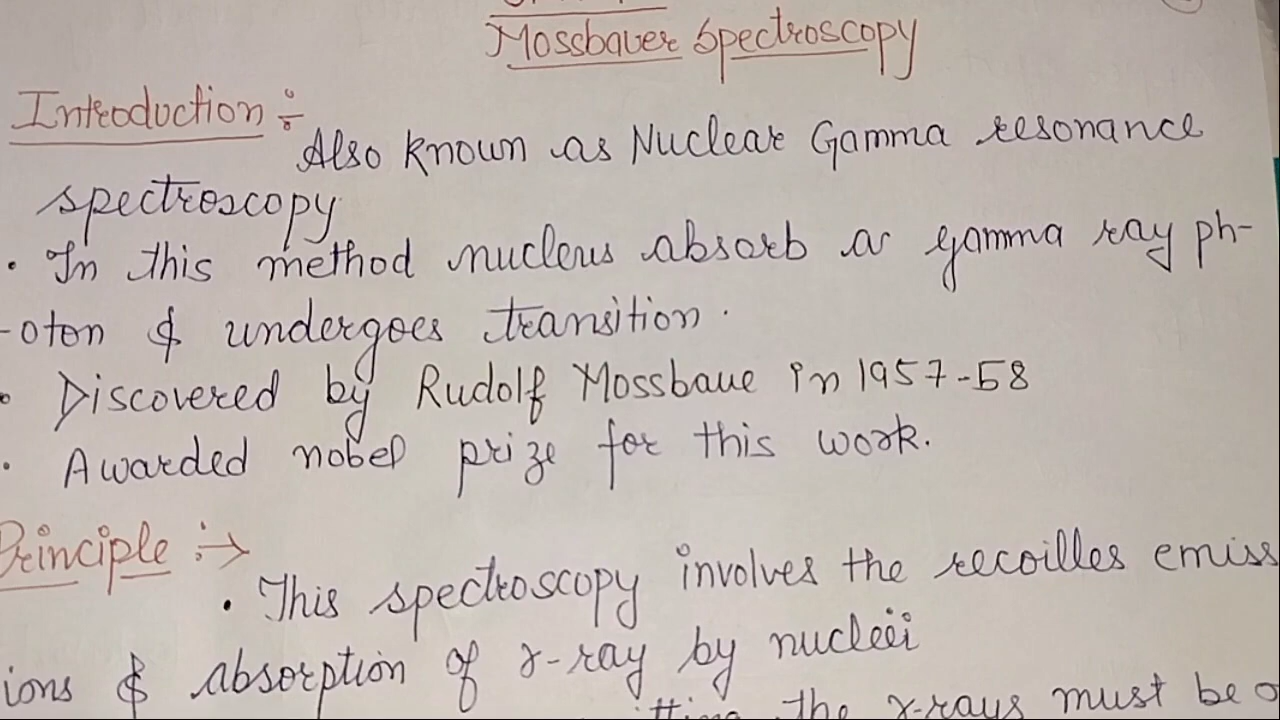 Mossbauer Spectroscopy
Introduction :-
Also known as Nuclear Gamma resonance
spectroscopy
• In this method nucleus absorb a gamma ray ph-
-oton & undergoes transition.
• Discovered by Rudolf Mossbaue in 1957-58
• Awarded nobel prize for this work.
Principle :->
• This spectroscopy involves the recoilles emiss
ions & absorption of γ-ray by nucleii
the γ-rays must be